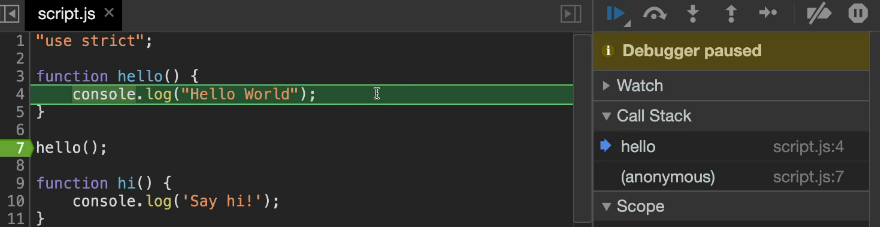 script.js ×
1 "use strict";
2
3 function hello() {
4 console.log("Hello World");
5 }
6
7 hello();
8
9 function hi() {
10 console.log('Say hi!');
11 }
Debugger paused
Watch
Call Stack
hello script.js:4
(anonymous) script.js:7
Scope